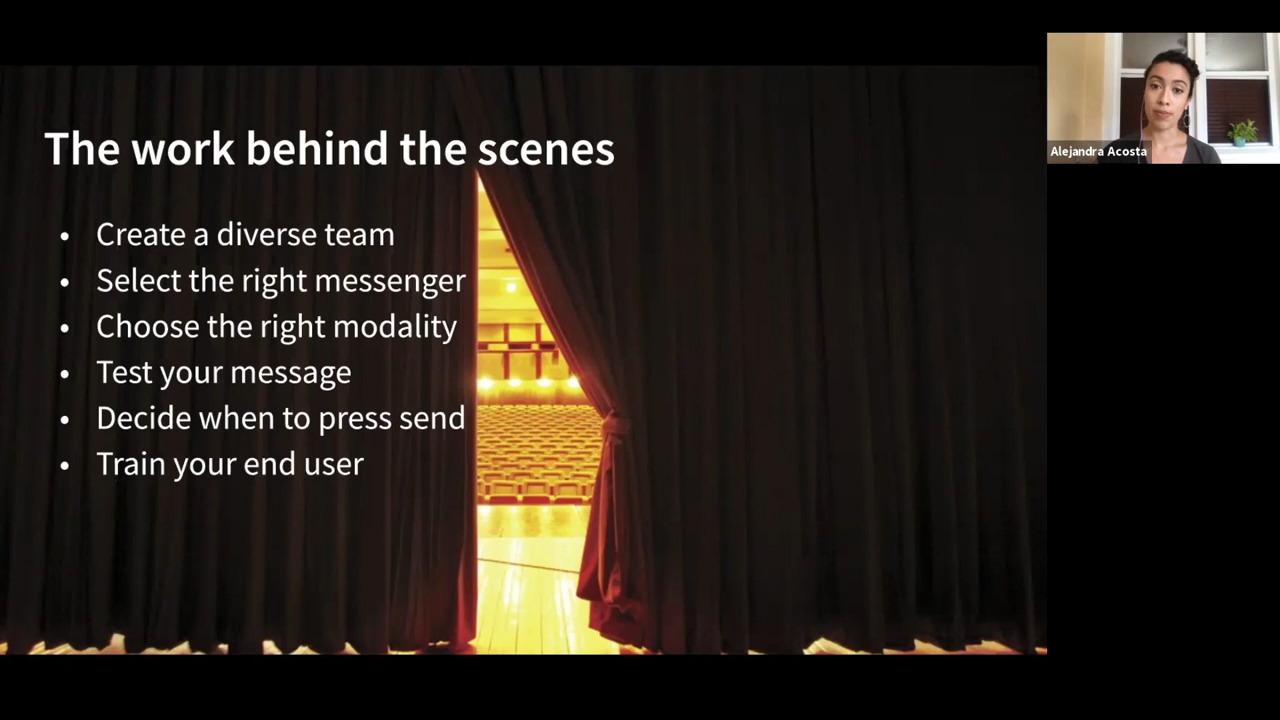 The work behind the scenes
• Create a diverse team
• Select the right messenger
• Choose the right modality
• Test your message
• Decide when to press send
• Train your end user
Alejandra Acosta